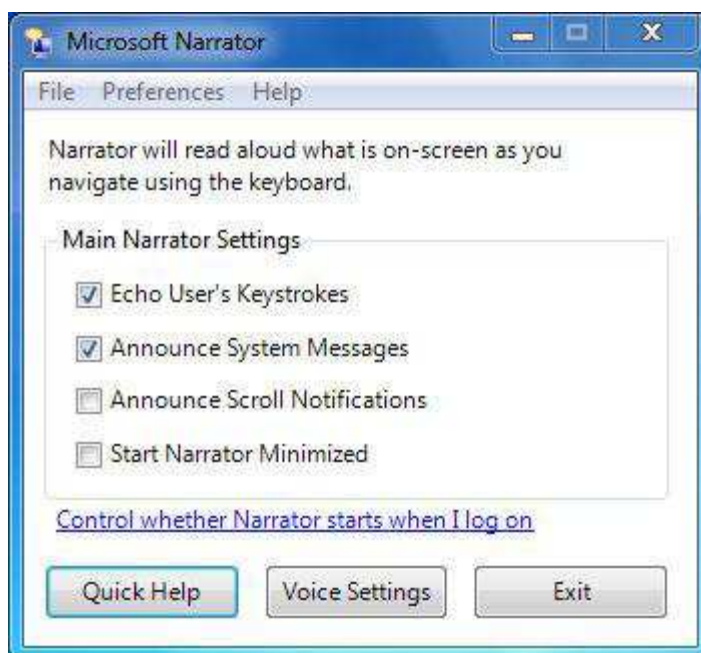 Microsoft Narrator
File Preferences Help
Narrator will read aloud what is on-screen as you
navigate using the keyboard.
Main Narrator Settings
Echo User's Keystrokes
Announce System Messages
Announce Scroll Notifications
Start Narrator Minimized
Control whether Narrator starts when I log on
Quick Help Voice Settings Exit